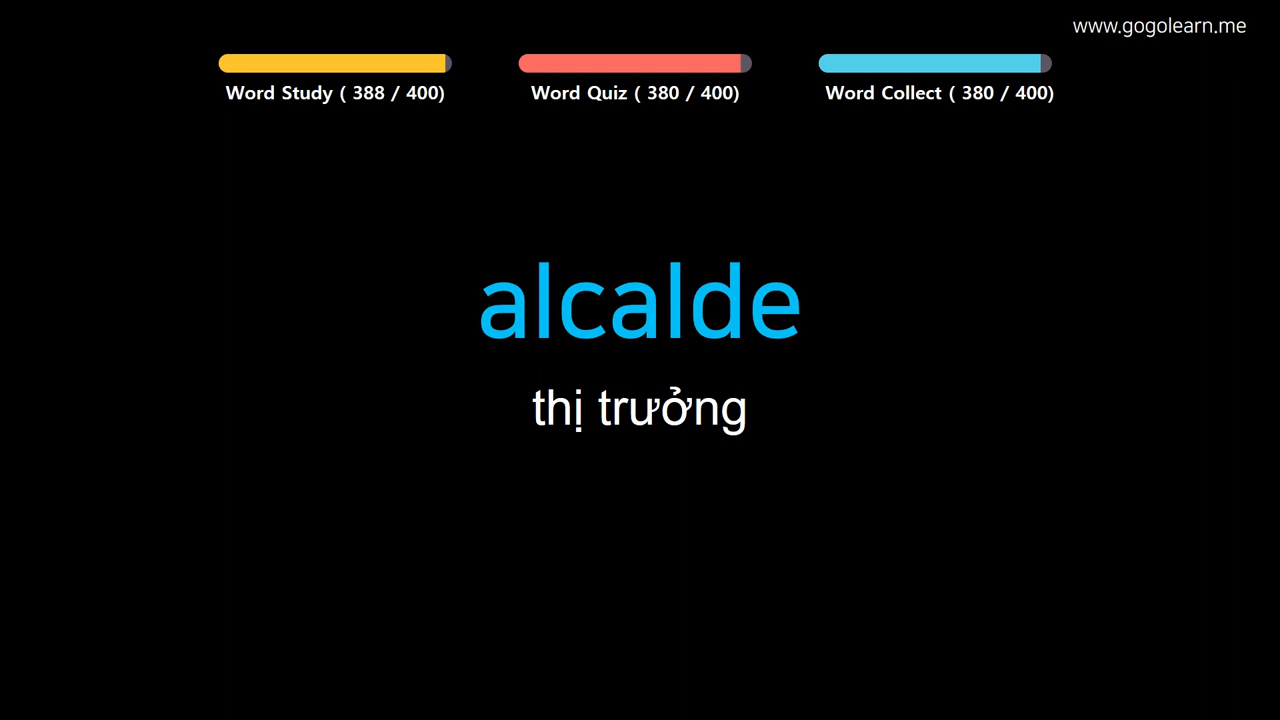 www.gogolearn.me
Word Study ( 388 / 400)
Word Quiz ( 380 / 400)
Word Collect ( 380 / 400)
alcalde
thị trưởng